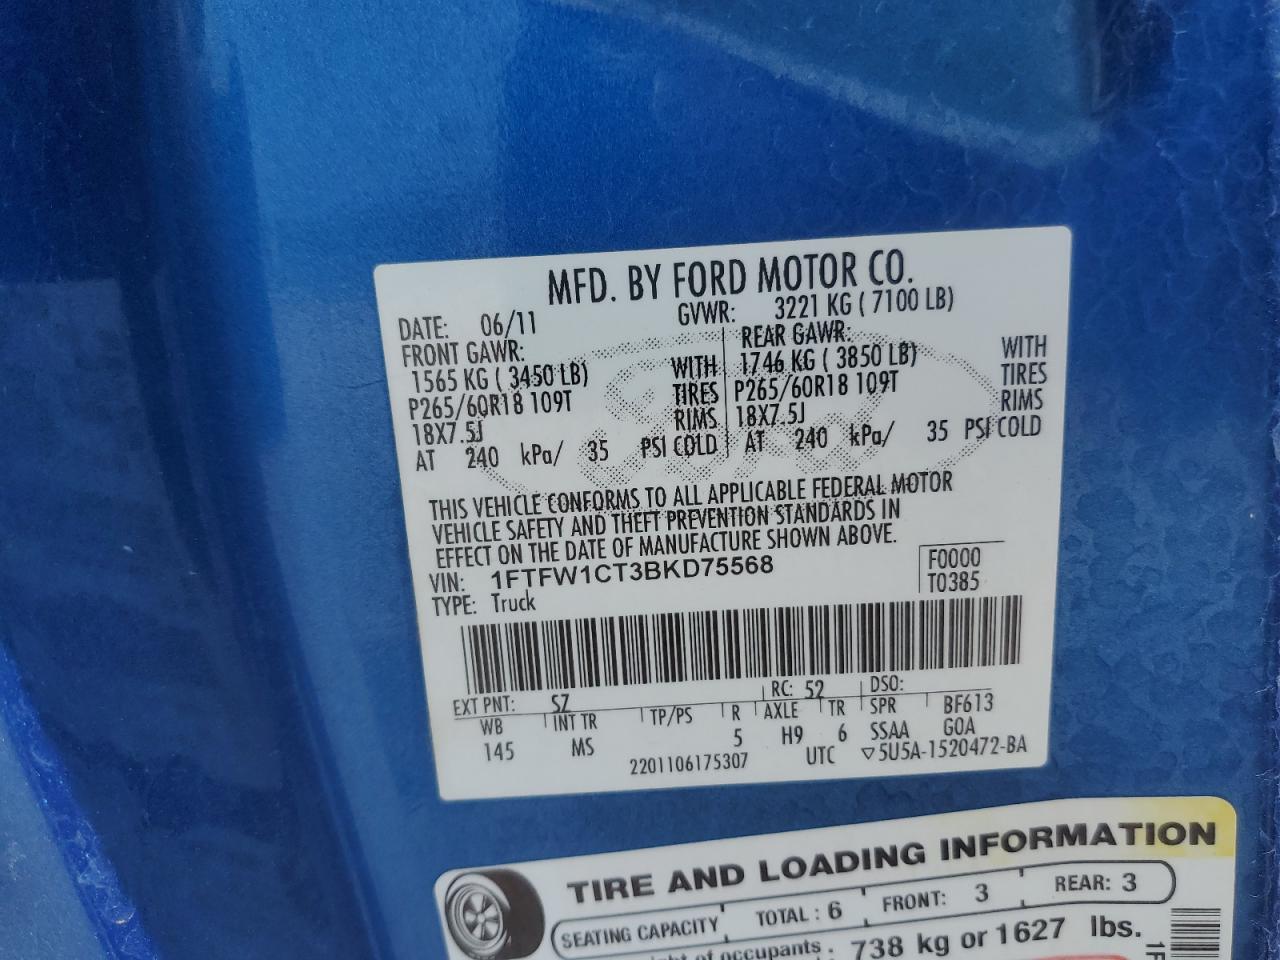 MFD. BY FORD MOTOR CO.
DATE: 06/11 GVWR: 3221 KG ( 7100 LB)
FRONT GAWR: REAR GAWR:
1565 KG ( 3450 LB) WITH 1746 KG ( 3850 LB) WITH
P265/60R18 109T TIRES P265/60R18 109T TIRES
18X7.5J RIMS 18X7.5J RIMS
AT 240 kPa/ 35 PSI COLD AT 240 kPa/ 35 PSI COLD
THIS VEHICLE CONFORMS TO ALL APPLICABLE FEDERAL MOTOR
VEHICLE SAFETY AND THEFT PREVENTION STANDARDS IN
EFFECT ON THE DATE OF MANUFACTURE SHOWN ABOVE.
VIN: 1FTFW1CT3BKD75568 F0000
TYPE: Truck T0385
EXT PNT: SZ RC: 52 DSO:
WB INT TR TP/PS R AXLE TR SPR BF613
145 MS 5 H9 6 SSAA GOA
2201106175307 UTC ▽5U5A-1520472-BA
TIRE AND LOADING INFORMATION
SEATING CAPACITY TOTAL : 6 FRONT: 3 REAR: 3
of occupants . 738 kg or 1627 lbs.